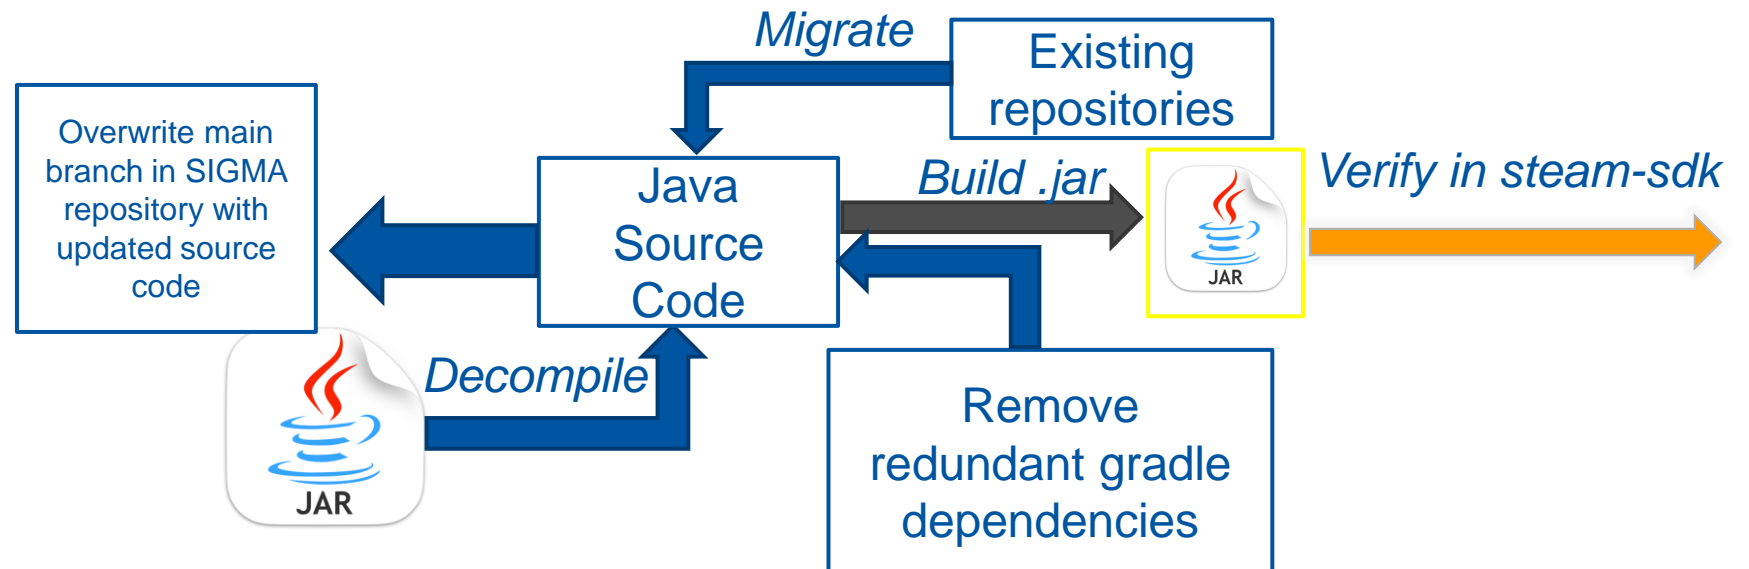 Migrate
Existing
repositories
Overwrite main
branch in SIGMA
repository with
updated source
code
Java
Source
Code
Build .jar
JAR
Verify in steam-sdk
Decompile
JAR
Remove
redundant gradle
dependencies